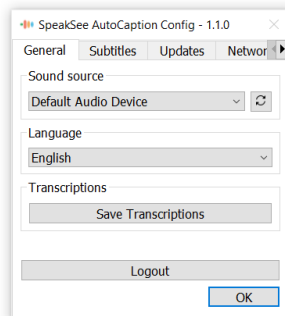 SpeakSee AutoCaption Config - 1.1.0
General Subtitles Updates Networ
Sound source
Default Audio Device
Language
English
Transcriptions
Save Transcriptions
Logout
OK